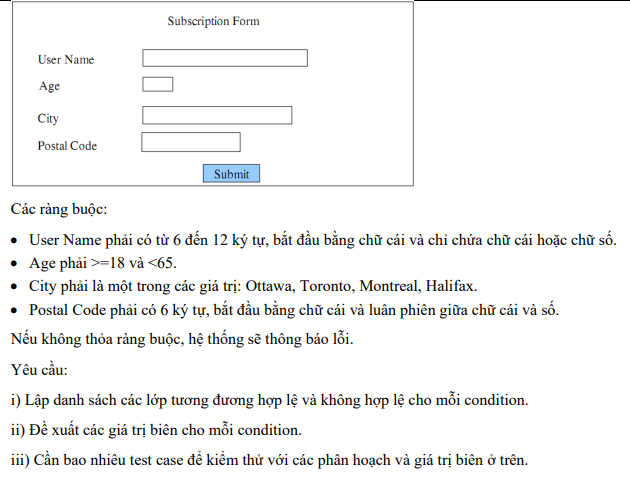 Subscription Form
User Name
Age
City
Postal Code
Submit
Các ràng buộc:
• User Name phải có từ 6 đến 12 ký tự, bắt đầu bằng chữ cái và chỉ chứa chữ cái hoặc chữ số.
• Age phải >=18 và <65.
• City phải là một trong các giá trị: Ottawa, Toronto, Montreal, Halifax.
• Postal Code phải có 6 ký tự, bắt đầu bằng chữ cái và luân phiên giữa chữ cái và số.
Nếu không thỏa ràng buộc, hệ thống sẽ thông báo lỗi.
Yêu cầu:
i) Lập danh sách các lớp tương đương hợp lệ và không hợp lệ cho mỗi condition.
ii) Đề xuất các giá trị biên cho mỗi condition.
iii) Cần bao nhiêu test case để kiểm thử với các phân hoạch và giá trị biên ở trên.